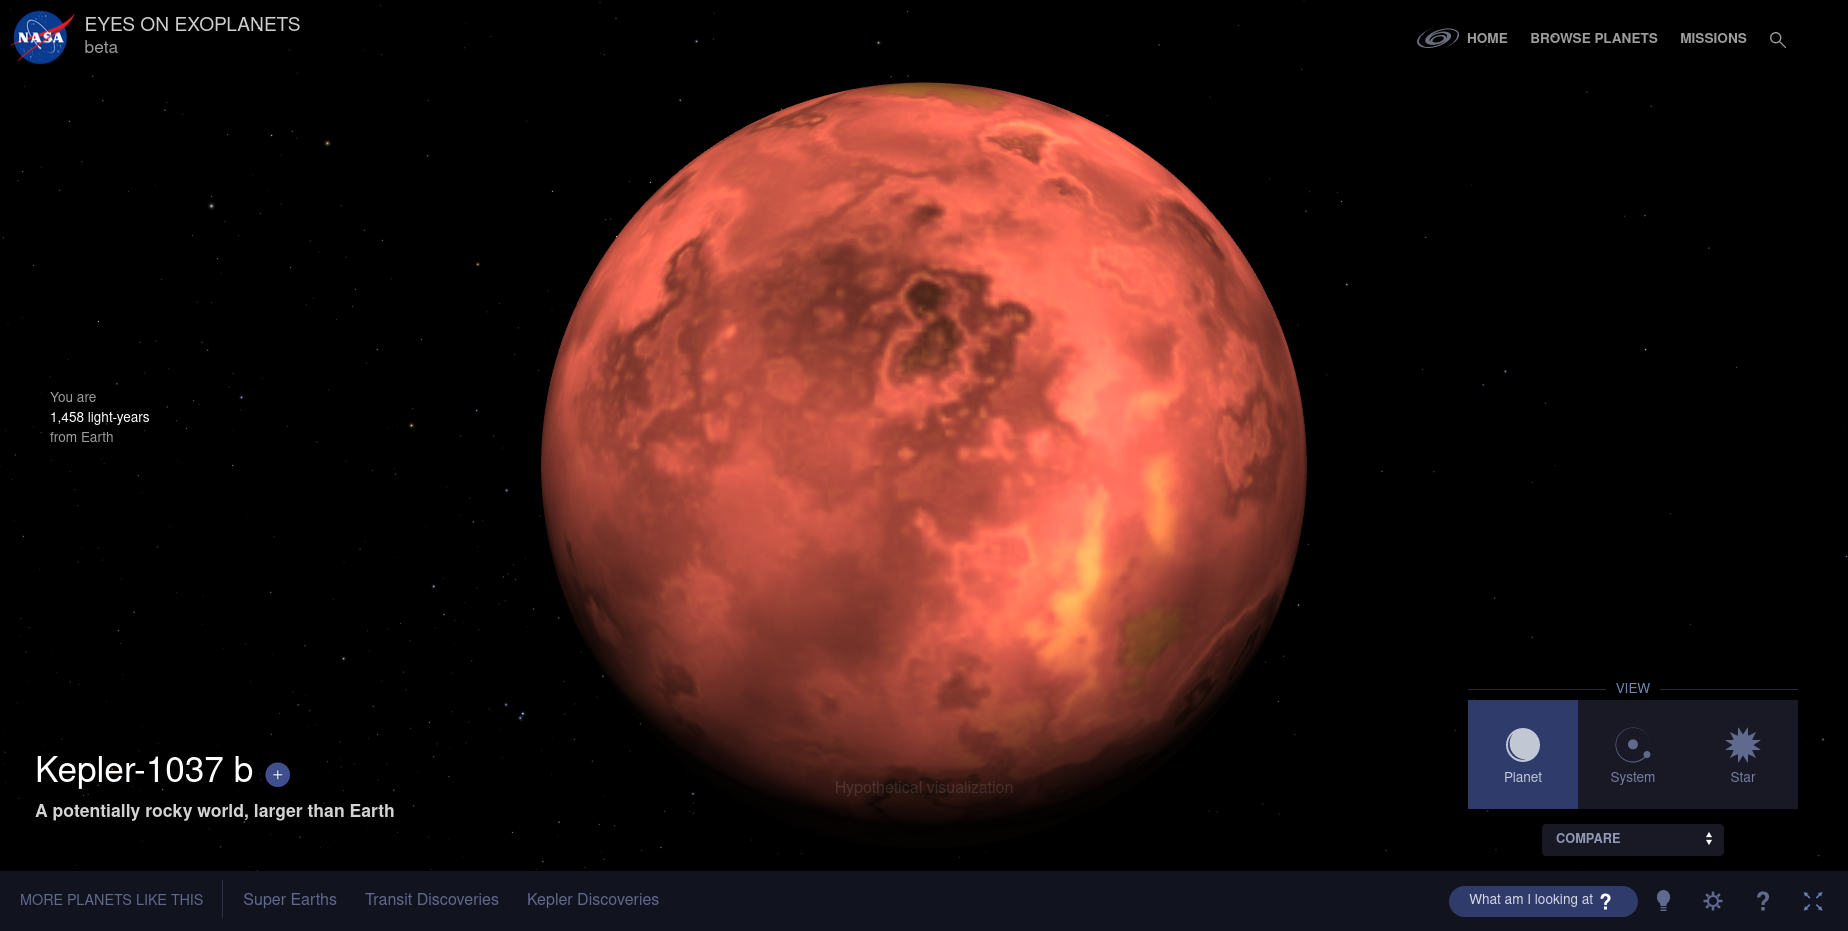 NASA
EYES ON EXOPLANETS
beta
HOME
BROWSE PLANETS
MISSIONS
You are
1,458 light-years
from Earth
Kepler-1037 b +
A potentially rocky world, larger than Earth
Hypothetical visualization
VIEW
Planet
System
Star
COMPARE
MORE PLANETS LIKE THIS
Super Earths
Transit Discoveries
Kepler Discoveries
What am I looking at ?
?